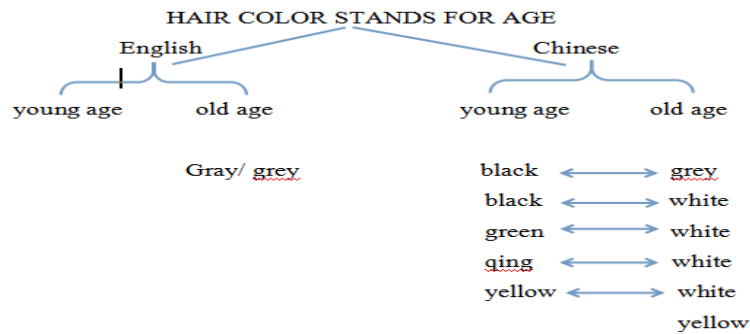 HAIR COLOR STANDS FOR AGE
English Chinese
young age old age young age old age
Gray/ grey black grey
black white
green white
qing white
yellow white
yellow